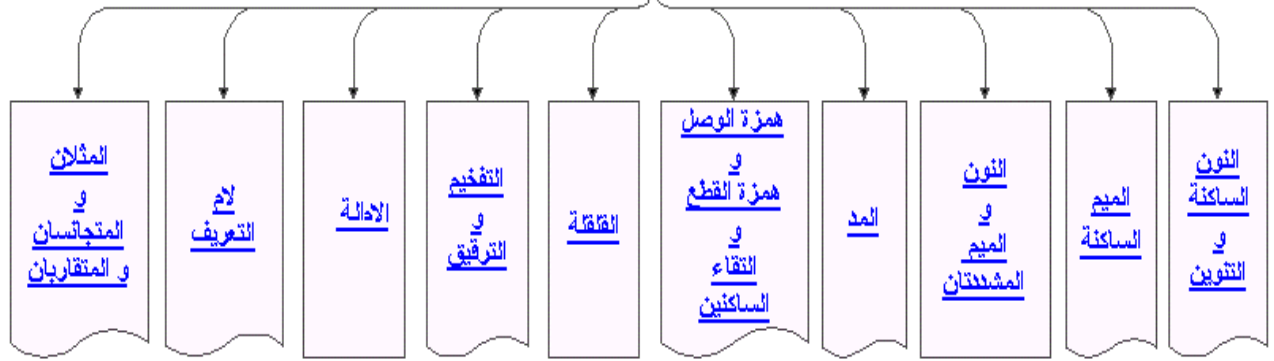 النون
الساكنة
و
التنوين
الميم
الساكنة
النون
و
الميم
المشددتان
المد
همزة الوصل
و
همزة القطع
و
التقاء
الساكنين
القلقلة
التفخيم
و
الترقيق
الامالة
لام
التعريف
المثلان
و
المتجانسان
و المتقاربان